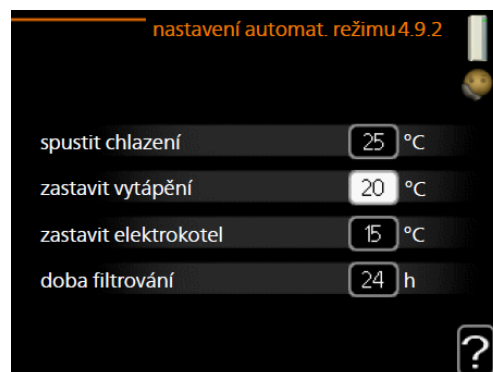 nastavení automat. režimu 4.9.2
spustit chlazení 25 °C
zastavit vytápění 20 °C
zastavit elektrokotel 15 °C
doba filtrování 24 h
?